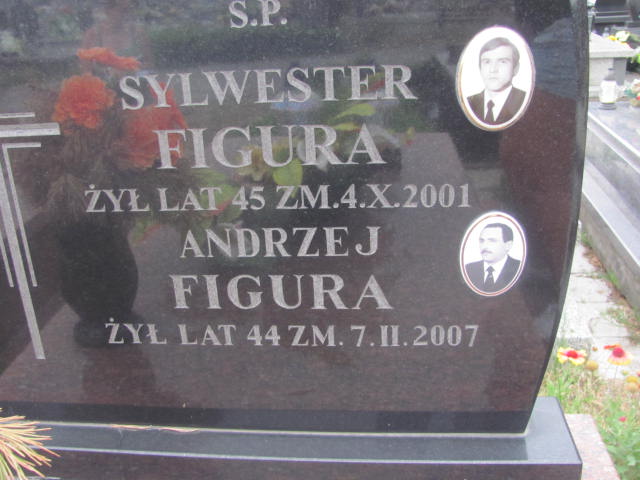 Ś.P.
SYLWESTER
FIGURA
ŻYŁ LAT 45 ZM.4.X.2001
ANDRZEJ
FIGURA
ŻYŁ LAT 44 ZM.7.II.2007